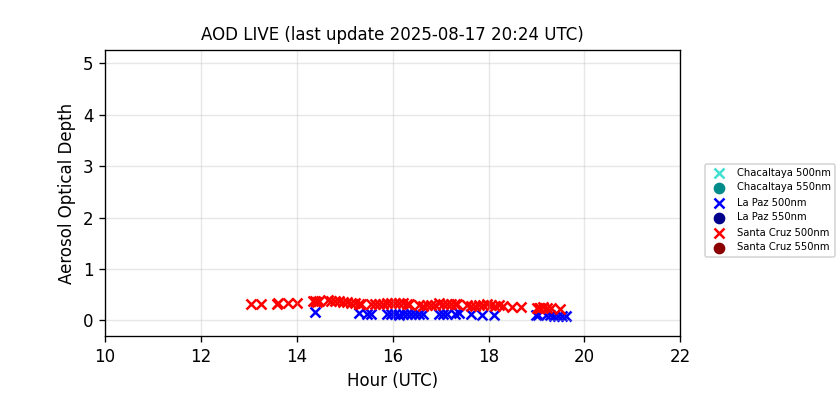 AOD LIVE (last update 2025-08-17 20:24 UTC)
Aerosol Optical Depth
5
4
3
2
1
0
10 12 14 16 18 20 22
Hour (UTC)
Chacaltaya 500nm
Chacaltaya 550nm
La Paz 500nm
La Paz 550nm
Santa Cruz 500nm
Santa Cruz 550nm